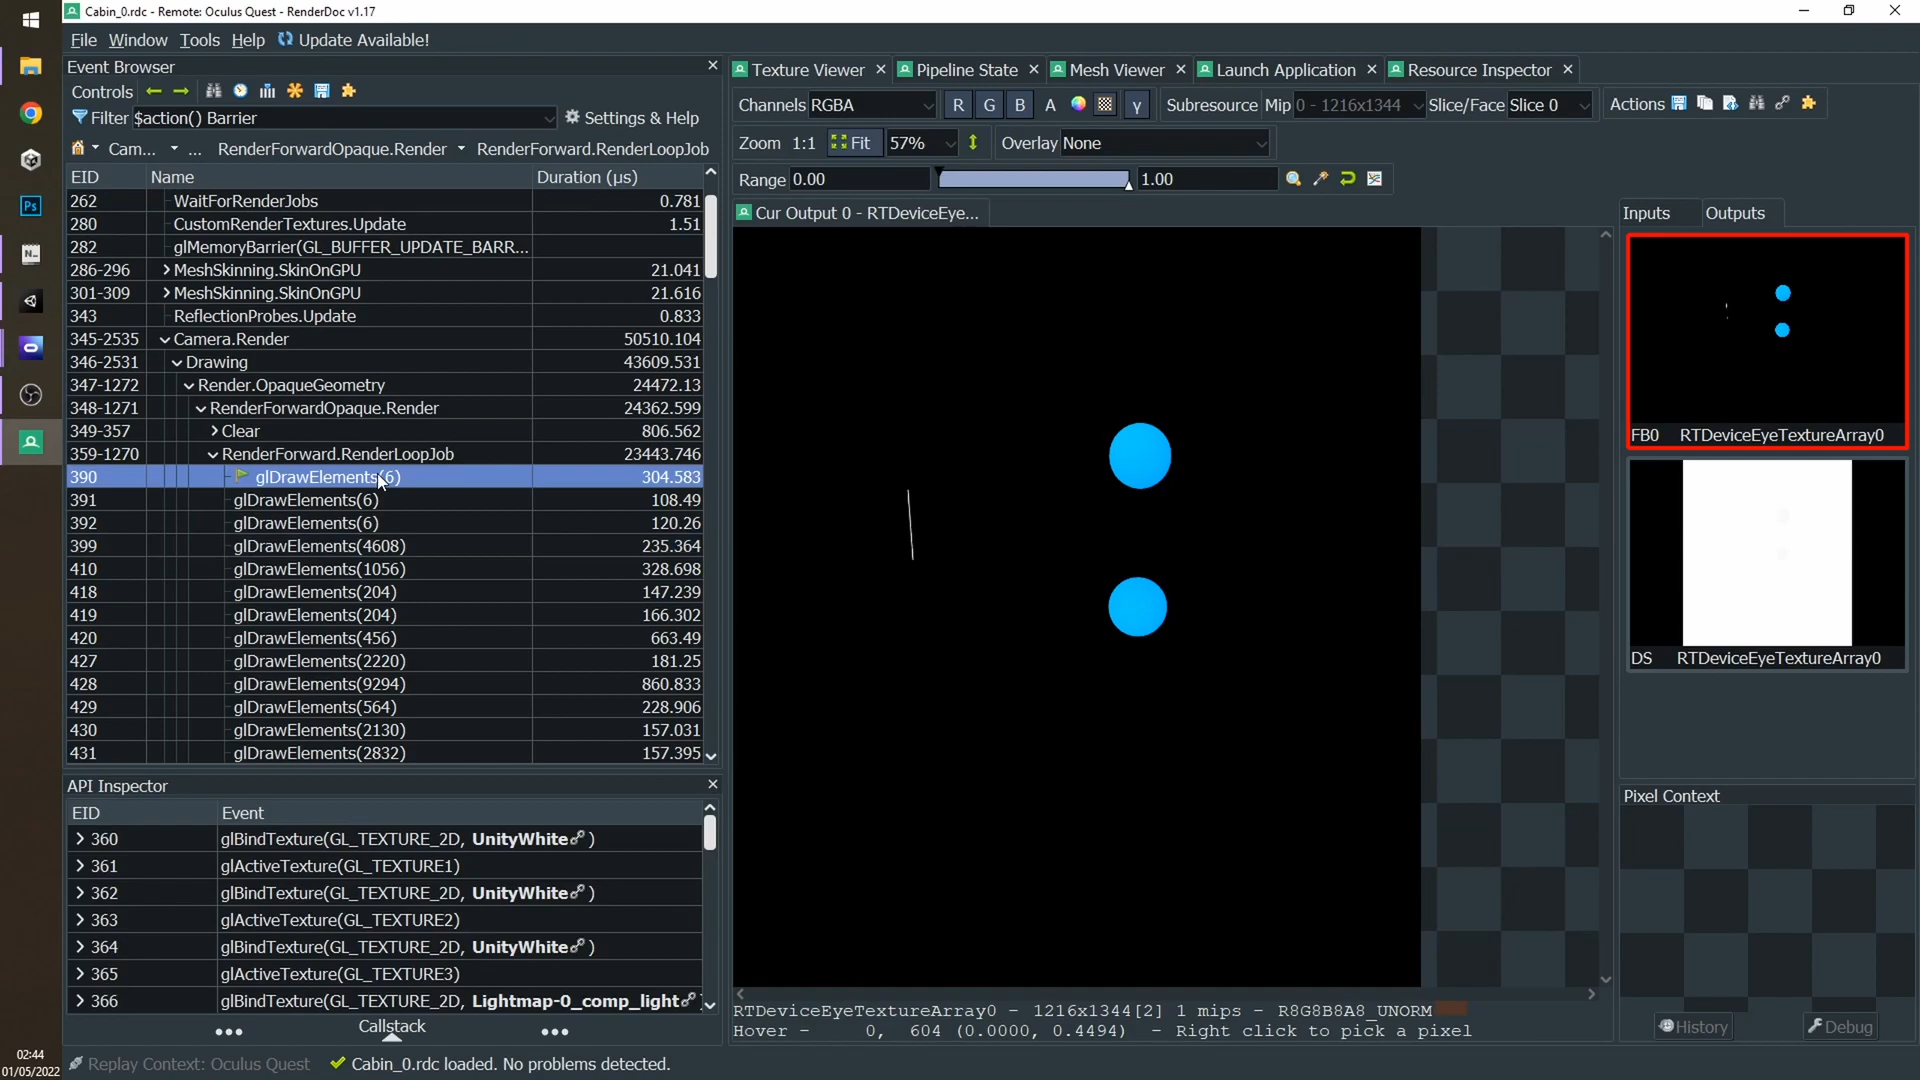 Cabin_0.rdc - Remote: Oculus Quest - RenderDoc v1.17
File Window Tools Help Update Available!
Event Browser
Controls
Filter $action() Barrier Settings & Help
Cam... ... RenderForwardOpaque.Render RenderForward.RenderLoopJob
EID Name Duration (µs)
262 WaitForRenderJobs 0.781
280 CustomRenderTextures.Update 1.51
282 glMemoryBarrier(GL_BUFFER_UPDATE_BARR...
286-296 MeshSkinning.SkinOnGPU 21.041
301-309 MeshSkinning.SkinOnGPU 21.616
343 ReflectionProbes.Update 0.833
345-2535 Camera.Render 50510.104
346-2531 Drawing 43609.531
347-1272 Render.OpaqueGeometry 24472.13
348-1271 RenderForwardOpaque.Render 24362.599
349-357 Clear 806.562
359-1270 RenderForward.RenderLoopJob 23443.746
390 glDrawElements(6) 304.583
391 glDrawElements(6) 108.49
392 glDrawElements(6) 120.26
399 glDrawElements(4608) 235.364
410 glDrawElements(1056) 328.698
418 glDrawElements(204) 147.239
419 glDrawElements(204) 166.302
420 glDrawElements(456) 663.49
427 glDrawElements(2220) 181.25
428 glDrawElements(9294) 860.833
429 glDrawElements(564) 228.906
430 glDrawElements(2130) 157.031
431 glDrawElements(2832) 157.395
API Inspector
EID Event
360 glBindTexture(GL_TEXTURE_2D, UnityWhite )
361 glActiveTexture(GL_TEXTURE1)
362 glBindTexture(GL_TEXTURE_2D, UnityWhite )
363 glActiveTexture(GL_TEXTURE2)
364 glBindTexture(GL_TEXTURE_2D, UnityWhite )
365 glActiveTexture(GL_TEXTURE3)
366 glBindTexture(GL_TEXTURE_2D, Lightmap-0_comp_light
Callstack
Replay Context: Oculus Quest Cabin_0.rdc loaded. No problems detected.
02:44
01/05/2022
Ps
N
Texture Viewer Pipeline State Mesh Viewer Launch Application Resource Inspector
Channels RGBA R G B A γ Subresource Mip 0 - 1216x1344 Slice/Face Slice 0 Actions
Zoom 1:1 Fit 57% Overlay None
Range 0.00 1.00
Cur Output 0 - RTDeviceEye...
RTDeviceEyeTextureArray0 - 1216x1344[2] 1 mips - R8G8B8A8_UNORM
Hover - 0, 604 (0.0000, 0.4494) - Right click to pick a pixel
Inputs Outputs
FB0 RTDeviceEyeTextureArray0
DS RTDeviceEyeTextureArray0
Pixel Context
History Debug